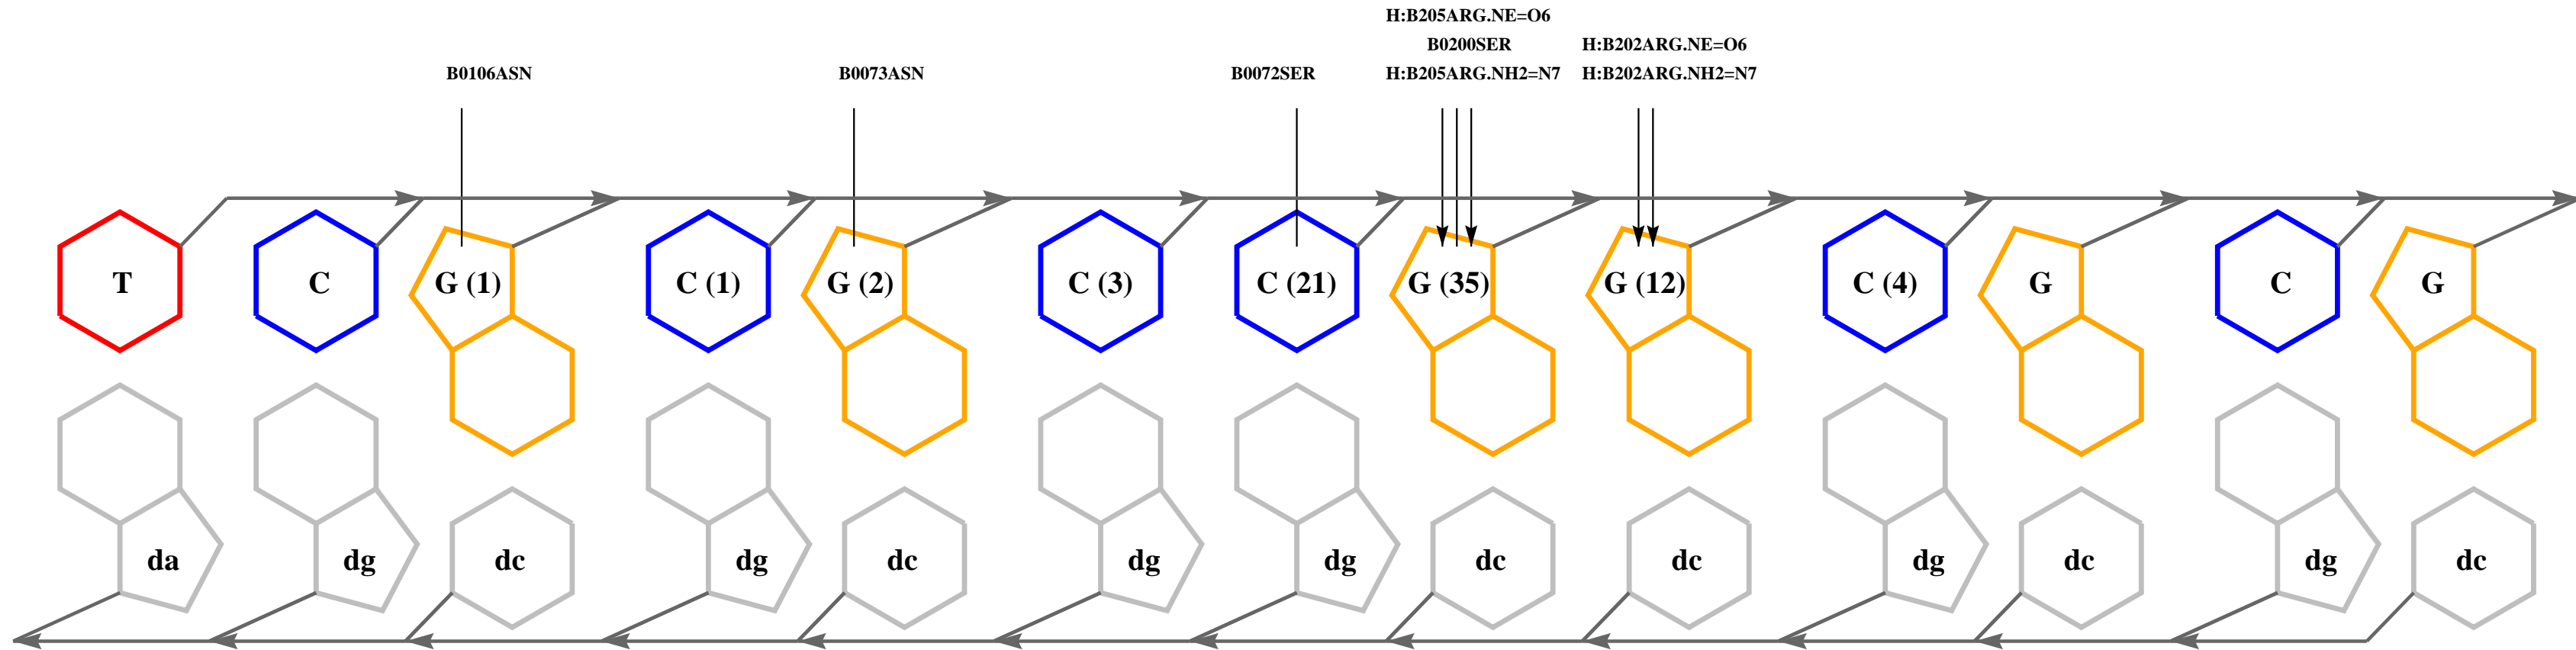 H:B205ARG.NE=O6
B0200SER H:B202ARG.NE=O6
B0106ASN B0073ASN B0072SER H:B205ARG.NH2=N7 H:B202ARG.NH2=N7
T C G (1) C (1) G (2) C (3) C (21) G (35) G (12) C (4) G C G
da dg dc dg dc dg dg dc dc dg dc dg dc